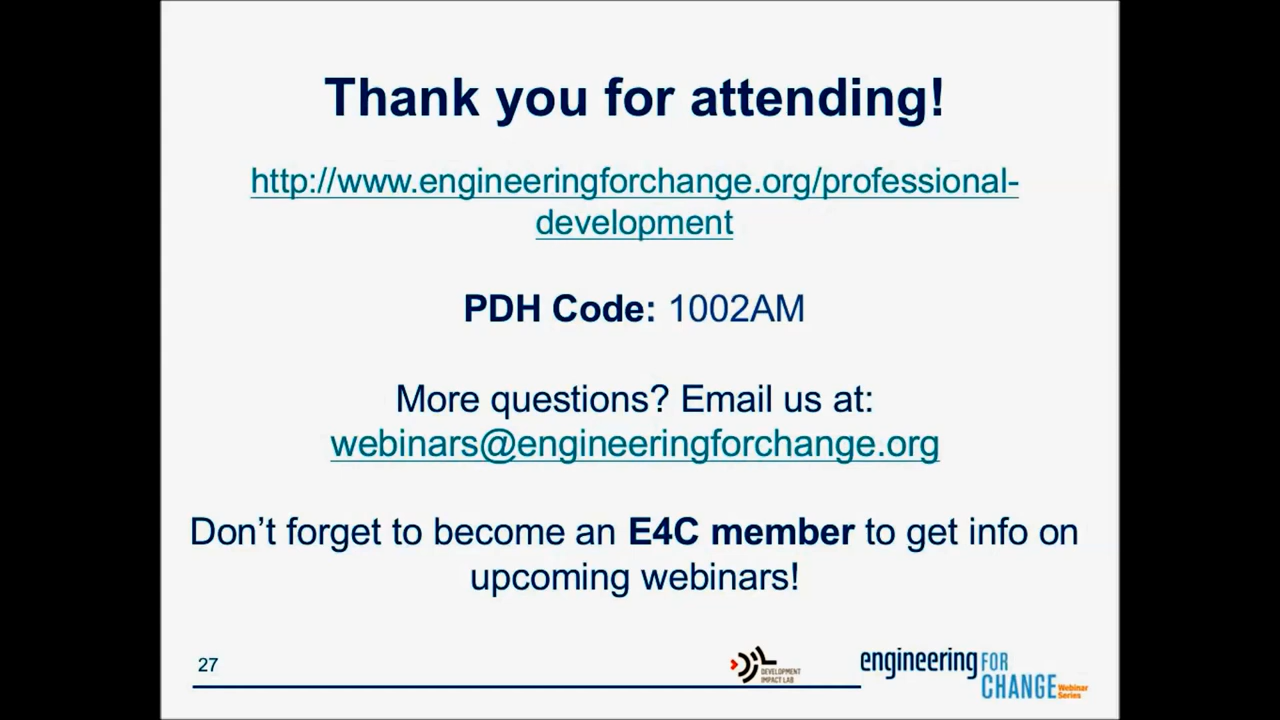 Thank you for attending!
http://www.engineeringforchange.org/professional-
development
PDH Code: 1002AM
More questions? Email us at:
webinars@engineeringforchange.org
Don’t forget to become an E4C member to get info on
upcoming webinars!
27
DEVELOPMENT
IMPACT LAB
engineering FOR
CHANGE Webinar
Series